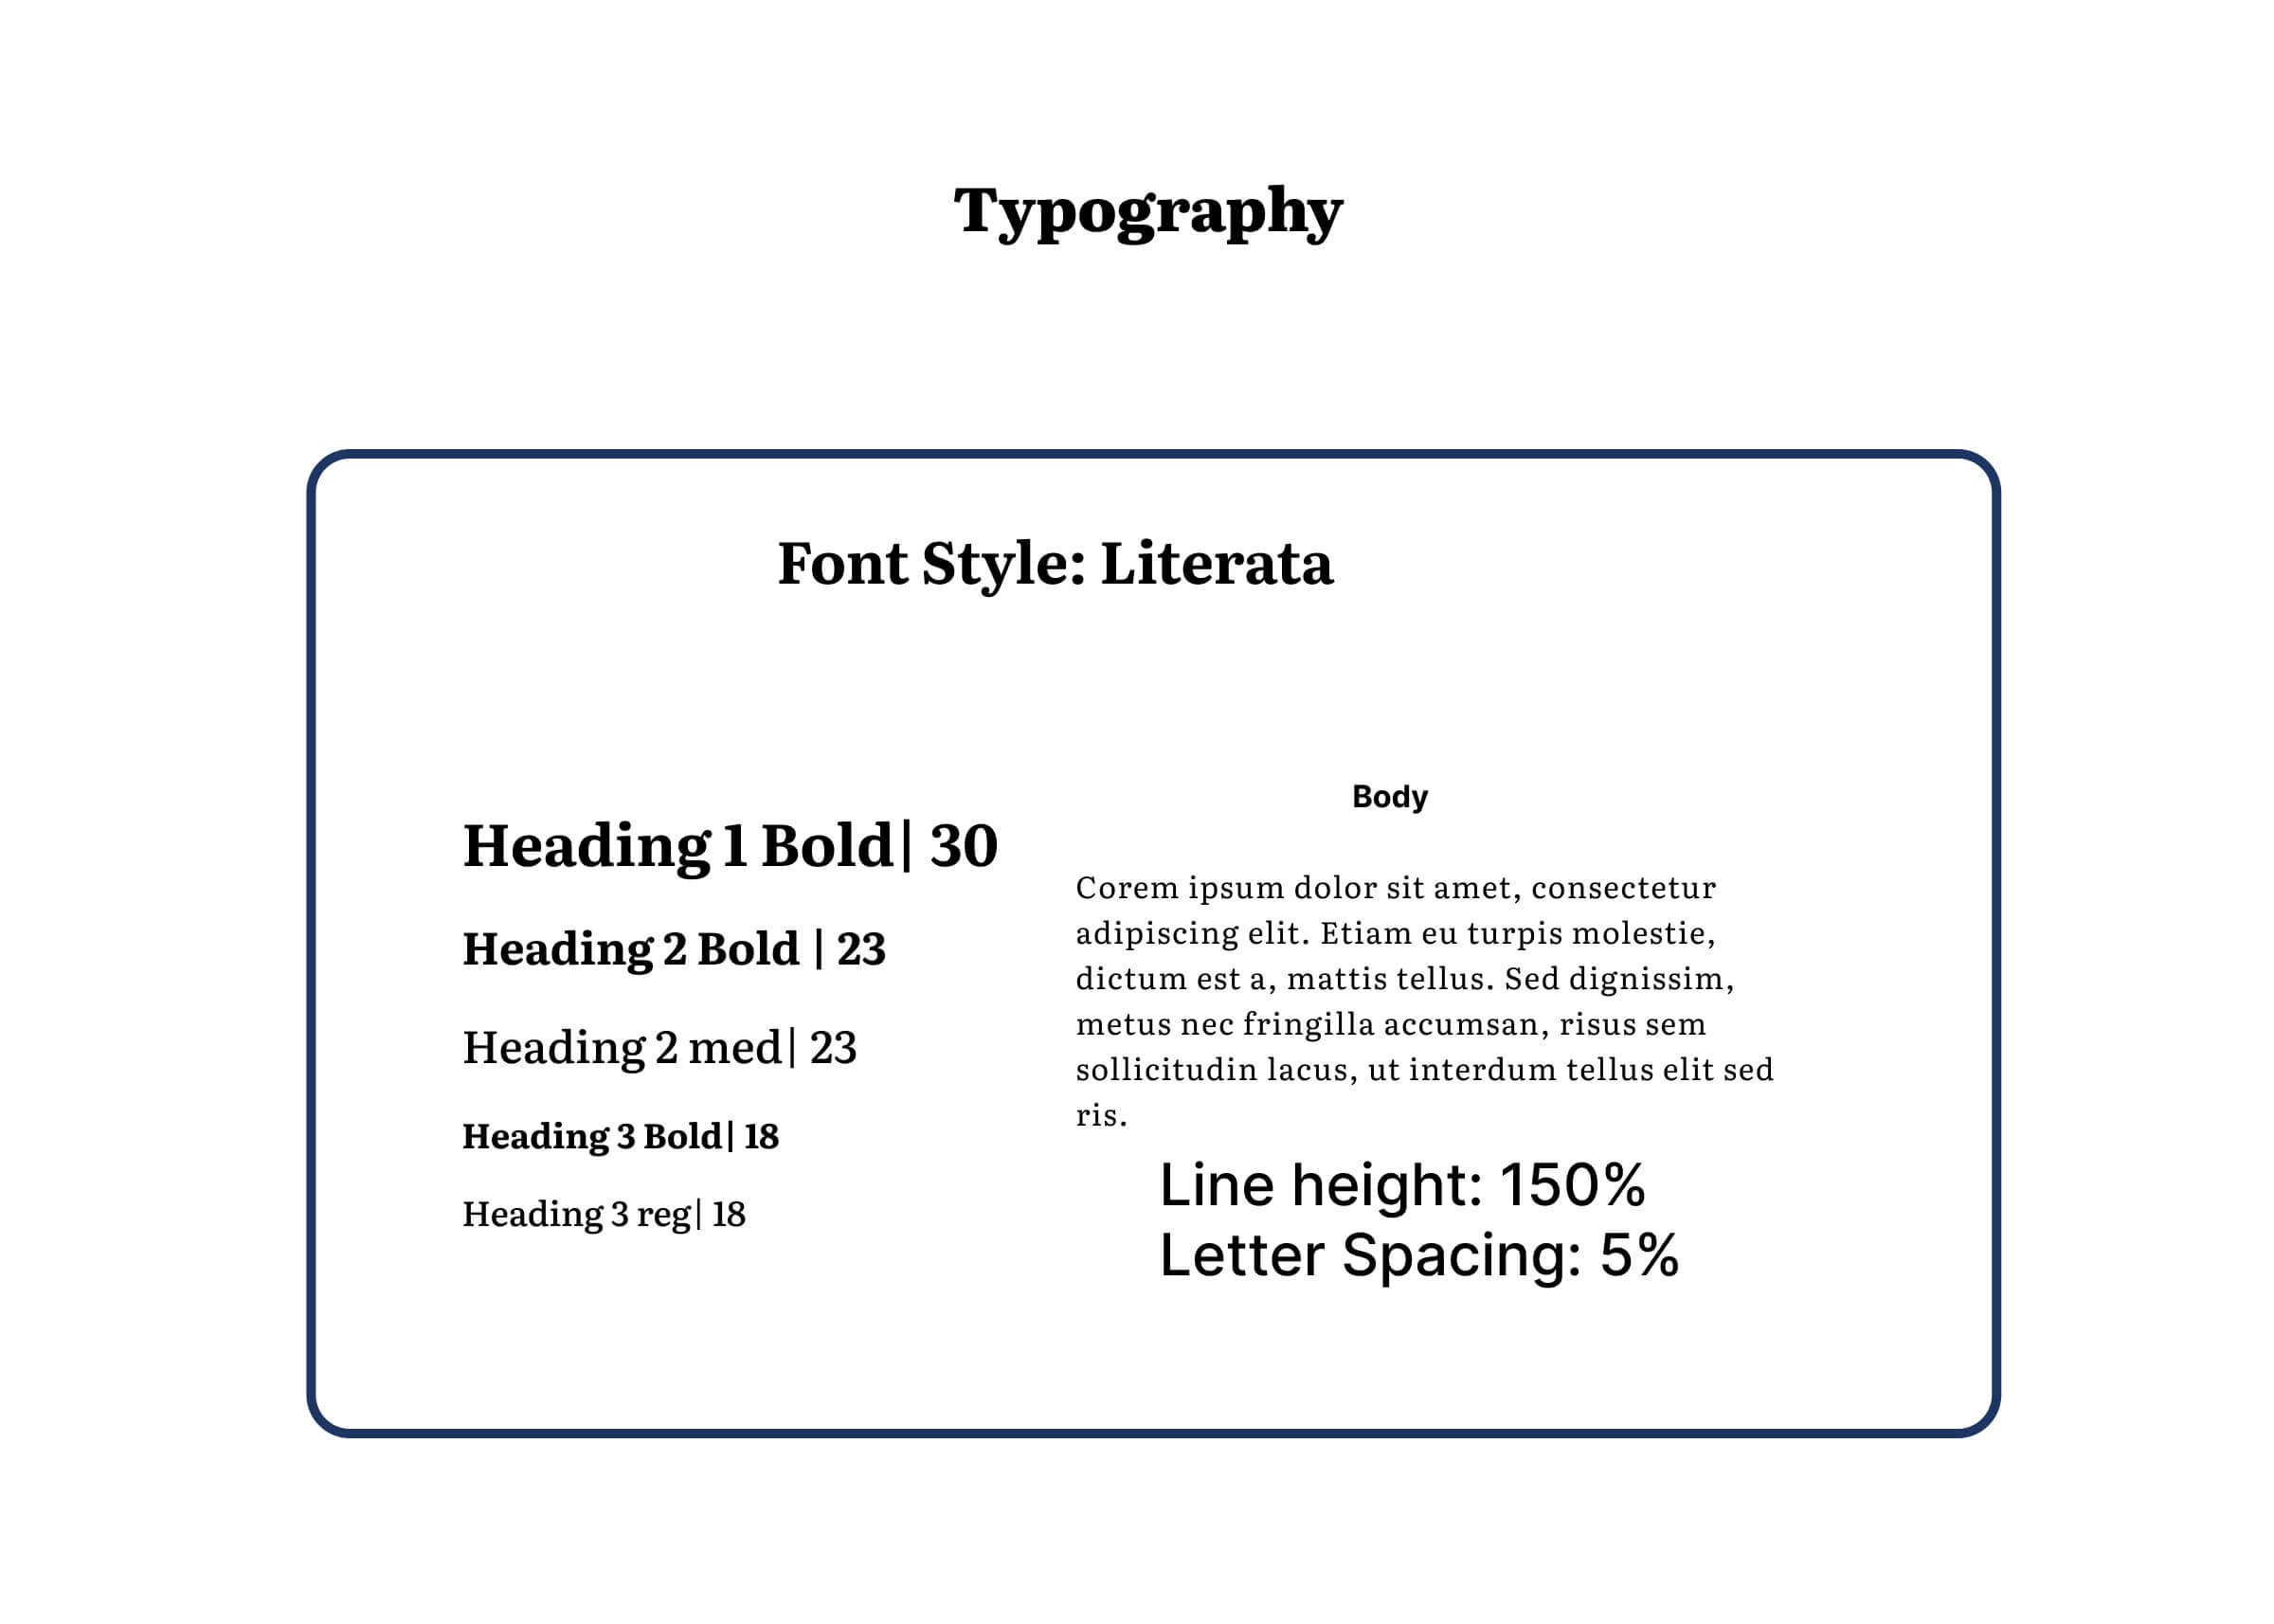 Typography
Font Style: Literata
Heading 1 Bold| 30
Heading 2 Bold | 23
Heading 2 med| 23
Heading 3 Bold| 18
Heading 3 reg| 18
Body
Corem ipsum dolor sit amet, consectetur
adipiscing elit. Etiam eu turpis molestie,
dictum est a, mattis tellus. Sed dignissim,
metus nec fringilla accumsan, risus sem
sollicitudin lacus, ut interdum tellus elit sed
ris.
Line height: 150%
Letter Spacing: 5%